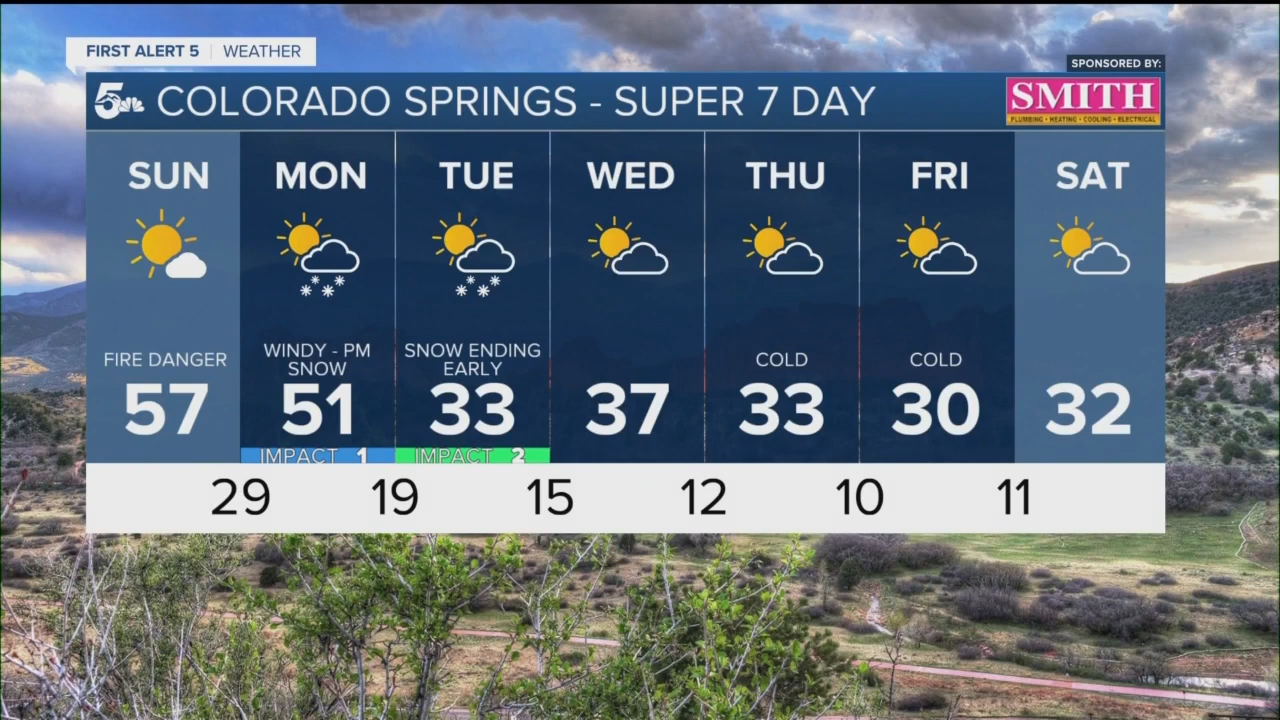 FIRST ALERT 5 | WEATHER
SPONSORED BY:
5 COLORADO SPRINGS - SUPER 7 DAY
SMITH
PLUMBING • HEATING • COOLING • ELECTRICAL
SUN MON TUE WED THU FRI SAT
FIRE DANGER
WINDY - PM
SNOW
SNOW ENDING
EARLY
COLD
COLD
57 51 33 37 33 30 32
IMPACT 1
IMPACT 2
29 19 15 12 10 11